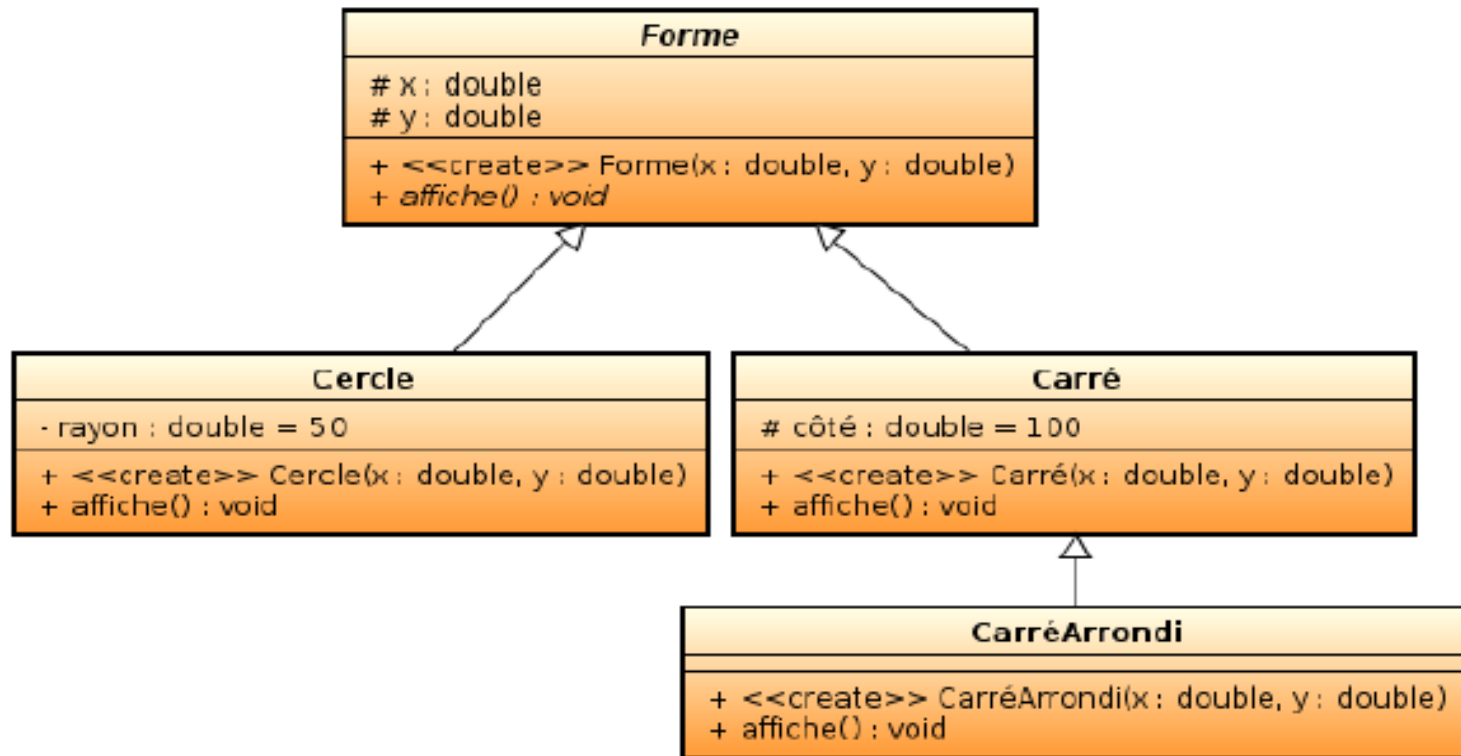 Forme
# x : double
# y : double
+ <<create>> Forme(x : double, y : double)
+ affiche() : void
Cercle
- rayon : double = 50
+ <<create>> Cercle(x : double, y : double)
+ affiche() : void
Carré
# côté : double = 100
+ <<create>> Carré(x : double, y : double)
+ affiche() : void
CarréArrondi
+ <<create>> CarréArrondi(x : double, y : double)
+ affiche() : void